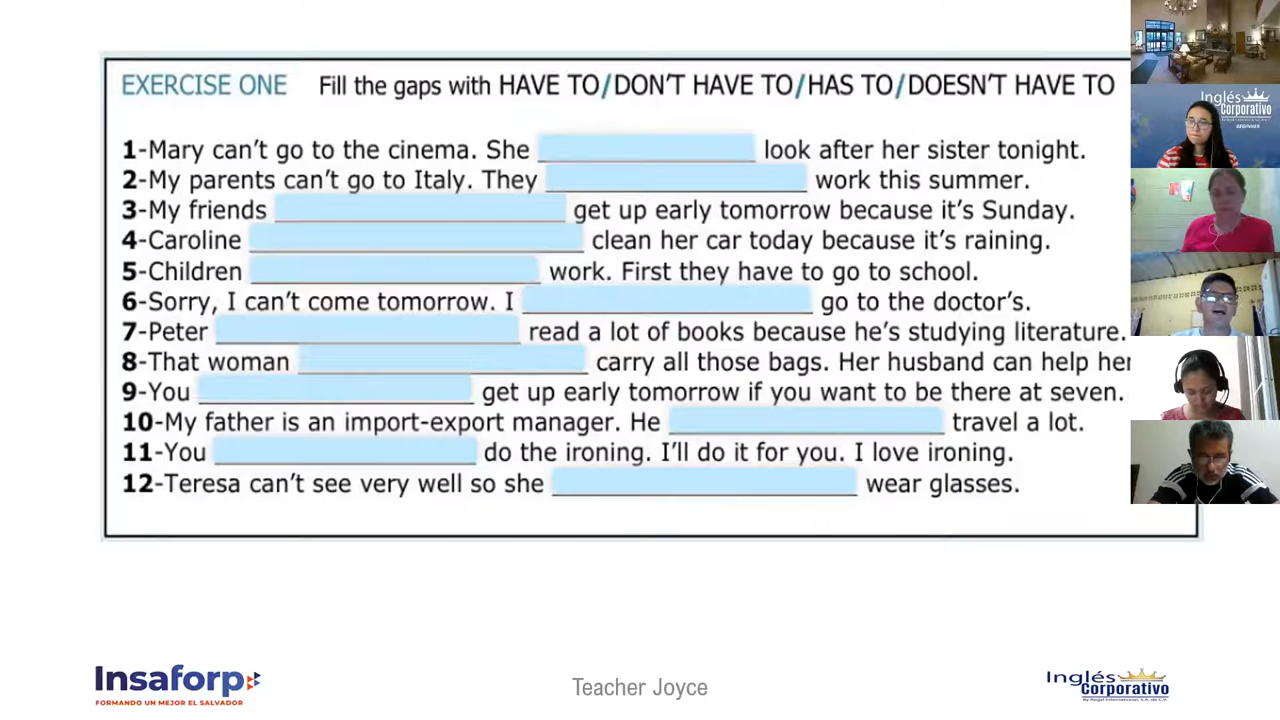 EXERCISE ONE Fill the gaps with HAVE TO/DON'T HAVE TO/HAS TO/DOESN'T HAVE TO
1-Mary can't go to the cinema. She look after her sister tonight.
2-My parents can't go to Italy. They work this summer.
3-My friends get up early tomorrow because it's Sunday.
4-Caroline clean her car today because it's raining.
5-Children work. First they have to go to school.
6-Sorry, I can't come tomorrow. I go to the doctor's.
7-Peter read a lot of books because he's studying literature.
8-That woman carry all those bags. Her husband can help her
9-You get up early tomorrow if you want to be there at seven.
10-My father is an import-export manager. He travel a lot.
11-You do the ironing. I'll do it for you. I love ironing.
12-Teresa can't see very well so she wear glasses.
Inglés
Corporativo
BEGINNER
Insaforp
FORMANDO UN MEJOR EL SALVADOR
Teacher Joyce
Inglés
Corporativo
By Regal International, S.A. de C.V.